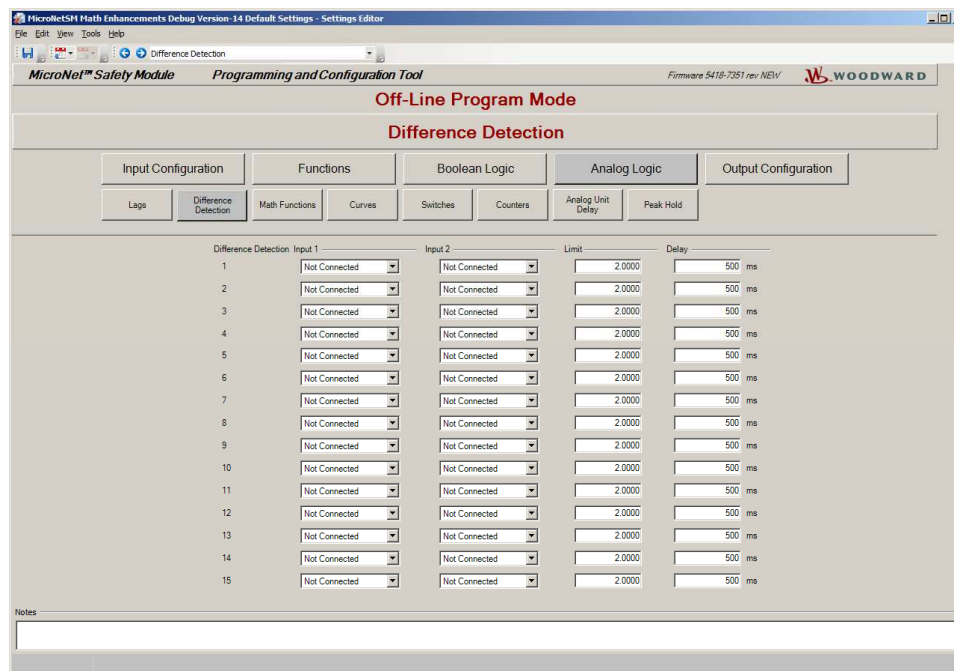 MicroNetSM Math Enhancements Debug Version-14 Default Settings - Settings Editor
File Edit View Tools Help
Difference Detection
MicroNet™ Safety Module Programming and Configuration Tool Firmware 5418-7351 rev NEW WOODWARD
Off-Line Program Mode
Difference Detection
Input Configuration Functions Boolean Logic Analog Logic Output Configuration
Lags Difference Detection Math Functions Curves Switches Counters Analog Unit Delay Peak Hold
Difference Detection Input 1 Input 2 Limit Delay
1 Not Connected Not Connected 2.0000 500 ms
2 Not Connected Not Connected 2.0000 500 ms
3 Not Connected Not Connected 2.0000 500 ms
4 Not Connected Not Connected 2.0000 500 ms
5 Not Connected Not Connected 2.0000 500 ms
6 Not Connected Not Connected 2.0000 500 ms
7 Not Connected Not Connected 2.0000 500 ms
8 Not Connected Not Connected 2.0000 500 ms
9 Not Connected Not Connected 2.0000 500 ms
10 Not Connected Not Connected 2.0000 500 ms
11 Not Connected Not Connected 2.0000 500 ms
12 Not Connected Not Connected 2.0000 500 ms
13 Not Connected Not Connected 2.0000 500 ms
14 Not Connected Not Connected 2.0000 500 ms
15 Not Connected Not Connected 2.0000 500 ms
Notes